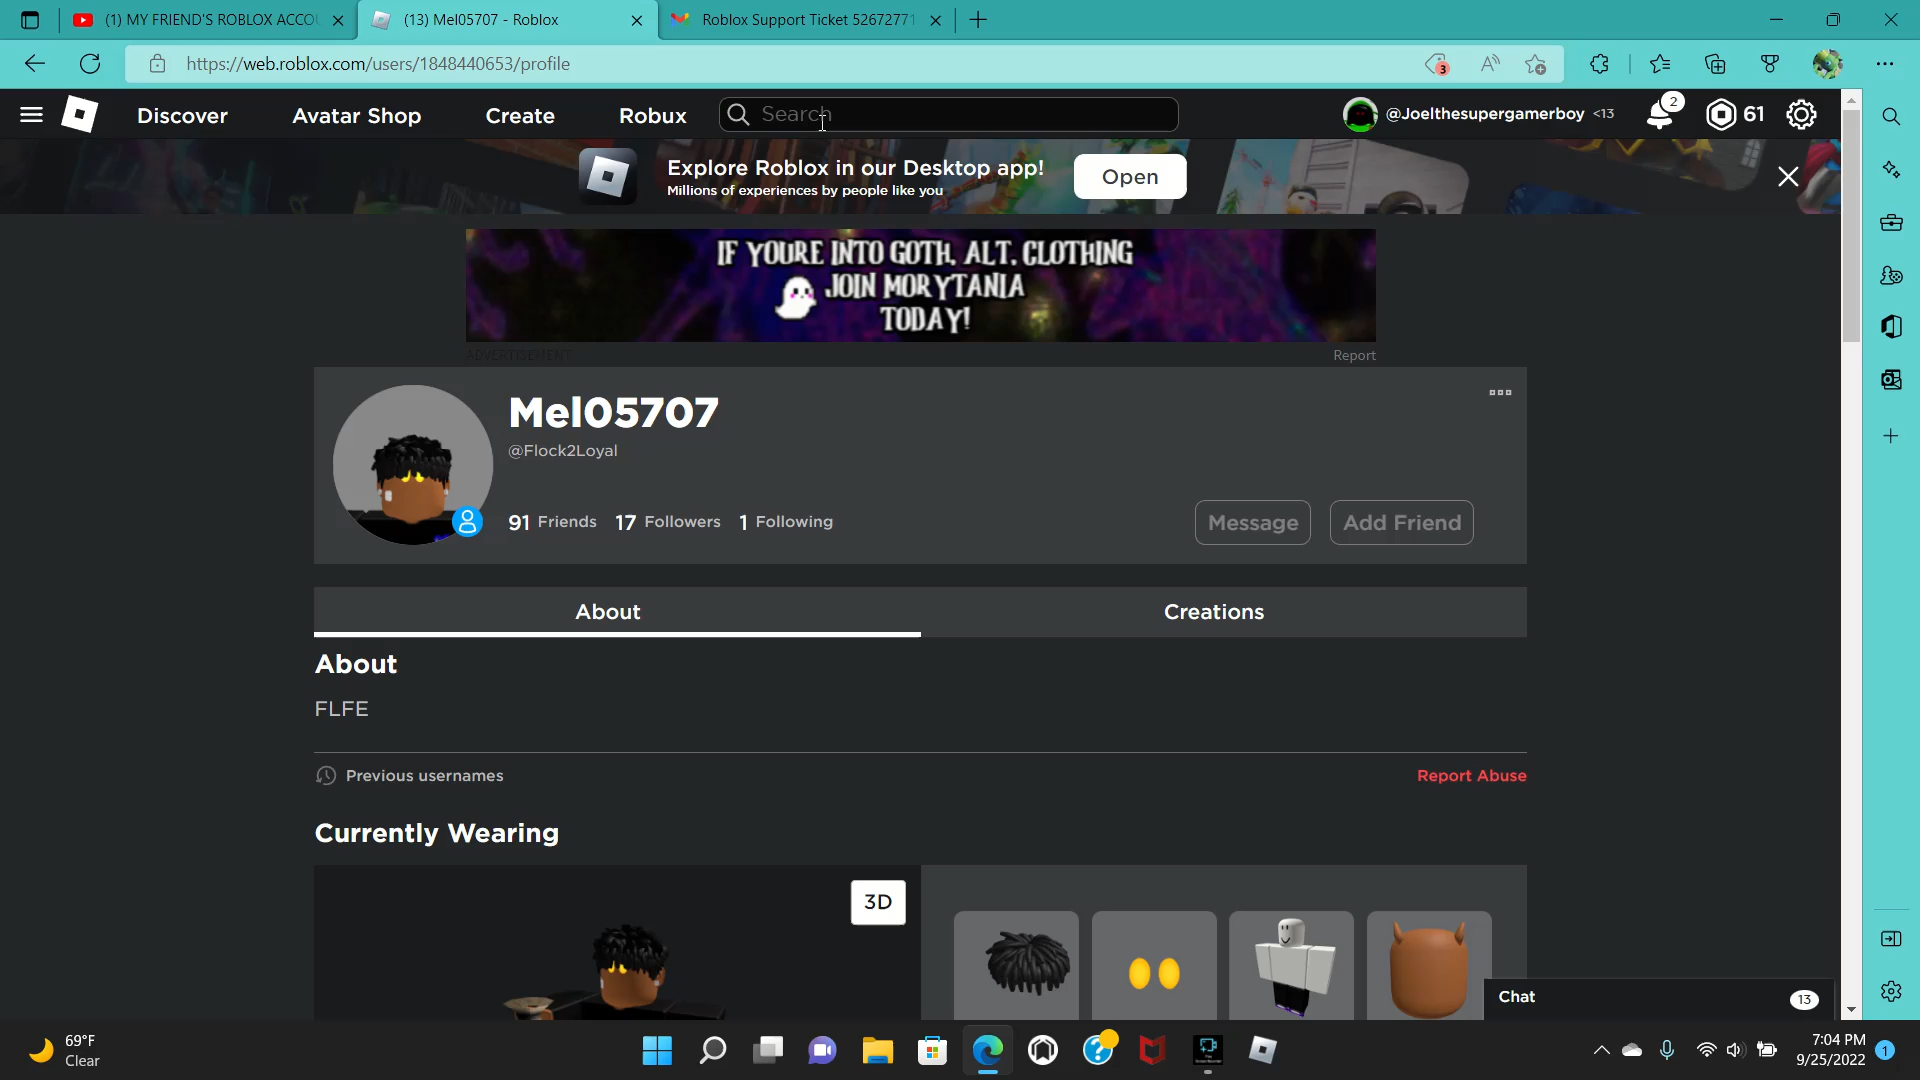 (1) MY FRIEND'S ROBLOX ACCOU
(13) Mel05707 - Roblox
Roblox Support Ticket 52672771
https://web.roblox.com/users/1848440653/profile
3
Discover
Avatar Shop
Create
Robux
Search
@Joelthesupergamerboy <13
2
61
Explore Roblox in our Desktop app!
Millions of experiences by people like you
Open
IF YOURE INTO GOTH, ALT. CLOTHING
JOIN MORYTANIA
TODAY!
ADVERTISEMENT
Report
Mel05707
@Flock2Loyal
91 Friends 17 Followers 1 Following
Message
Add Friend
About
Creations
About
FLFE
Previous usernames
Report Abuse
Currently Wearing
3D
Chat
13
69°F
Clear
7:04 PM
9/25/2022
1